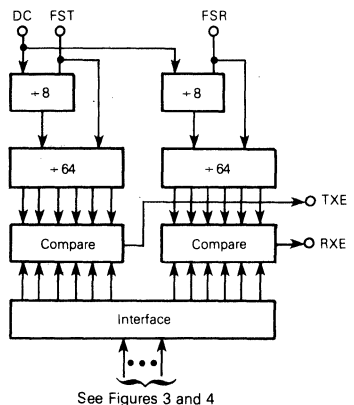 DC FST FSR
÷ 8 ÷ 8
÷ 64 ÷ 64
TXE
Compare Compare RXE
Interface
See Figures 3 and 4